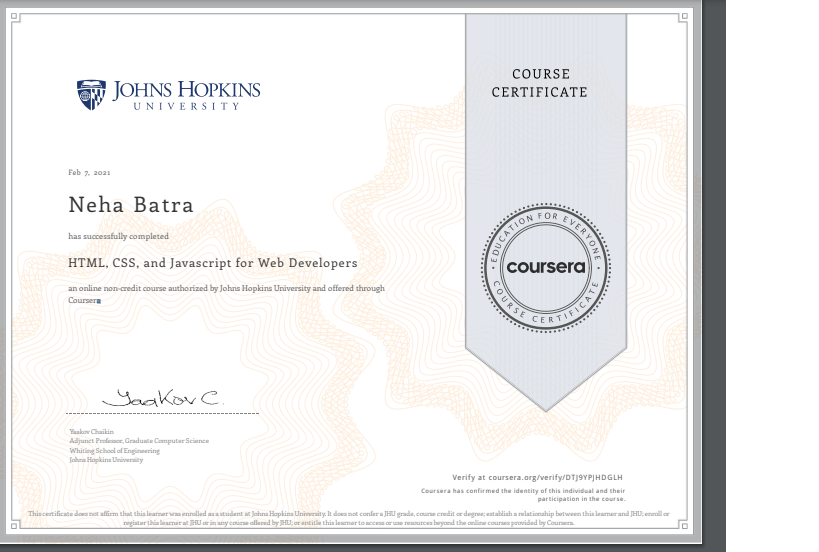 JOHNS HOPKINS
UNIVERSITY
COURSE
CERTIFICATE
Feb 7, 2021
Neha Batra
has successfully completed
HTML, CSS, and Javascript for Web Developers
an online non-credit course authorized by Johns Hopkins University and offered through
Coursera
EDUCATION FOR EVERYONE
coursera
COURSE CERTIFICATE
Yaakov C.
Yaakov Chaikin
Adjunct Professor, Graduate Computer Science
Whiting School of Engineering
Johns Hopkins University
Verify at coursera.org/verify/DTJ9YPJHDGLH
Coursera has confirmed the identity of this individual and their
participation in the course.
This certificate does not affirm that this learner was enrolled as a student at Johns Hopkins University. It does not confer a JHU grade, course credit or degree; establish a relationship between this learner and JHU; enroll or
register this learner at JHU or in any course offered by JHU; or entitle this learner to access or use resources beyond the online courses provided by Coursera.